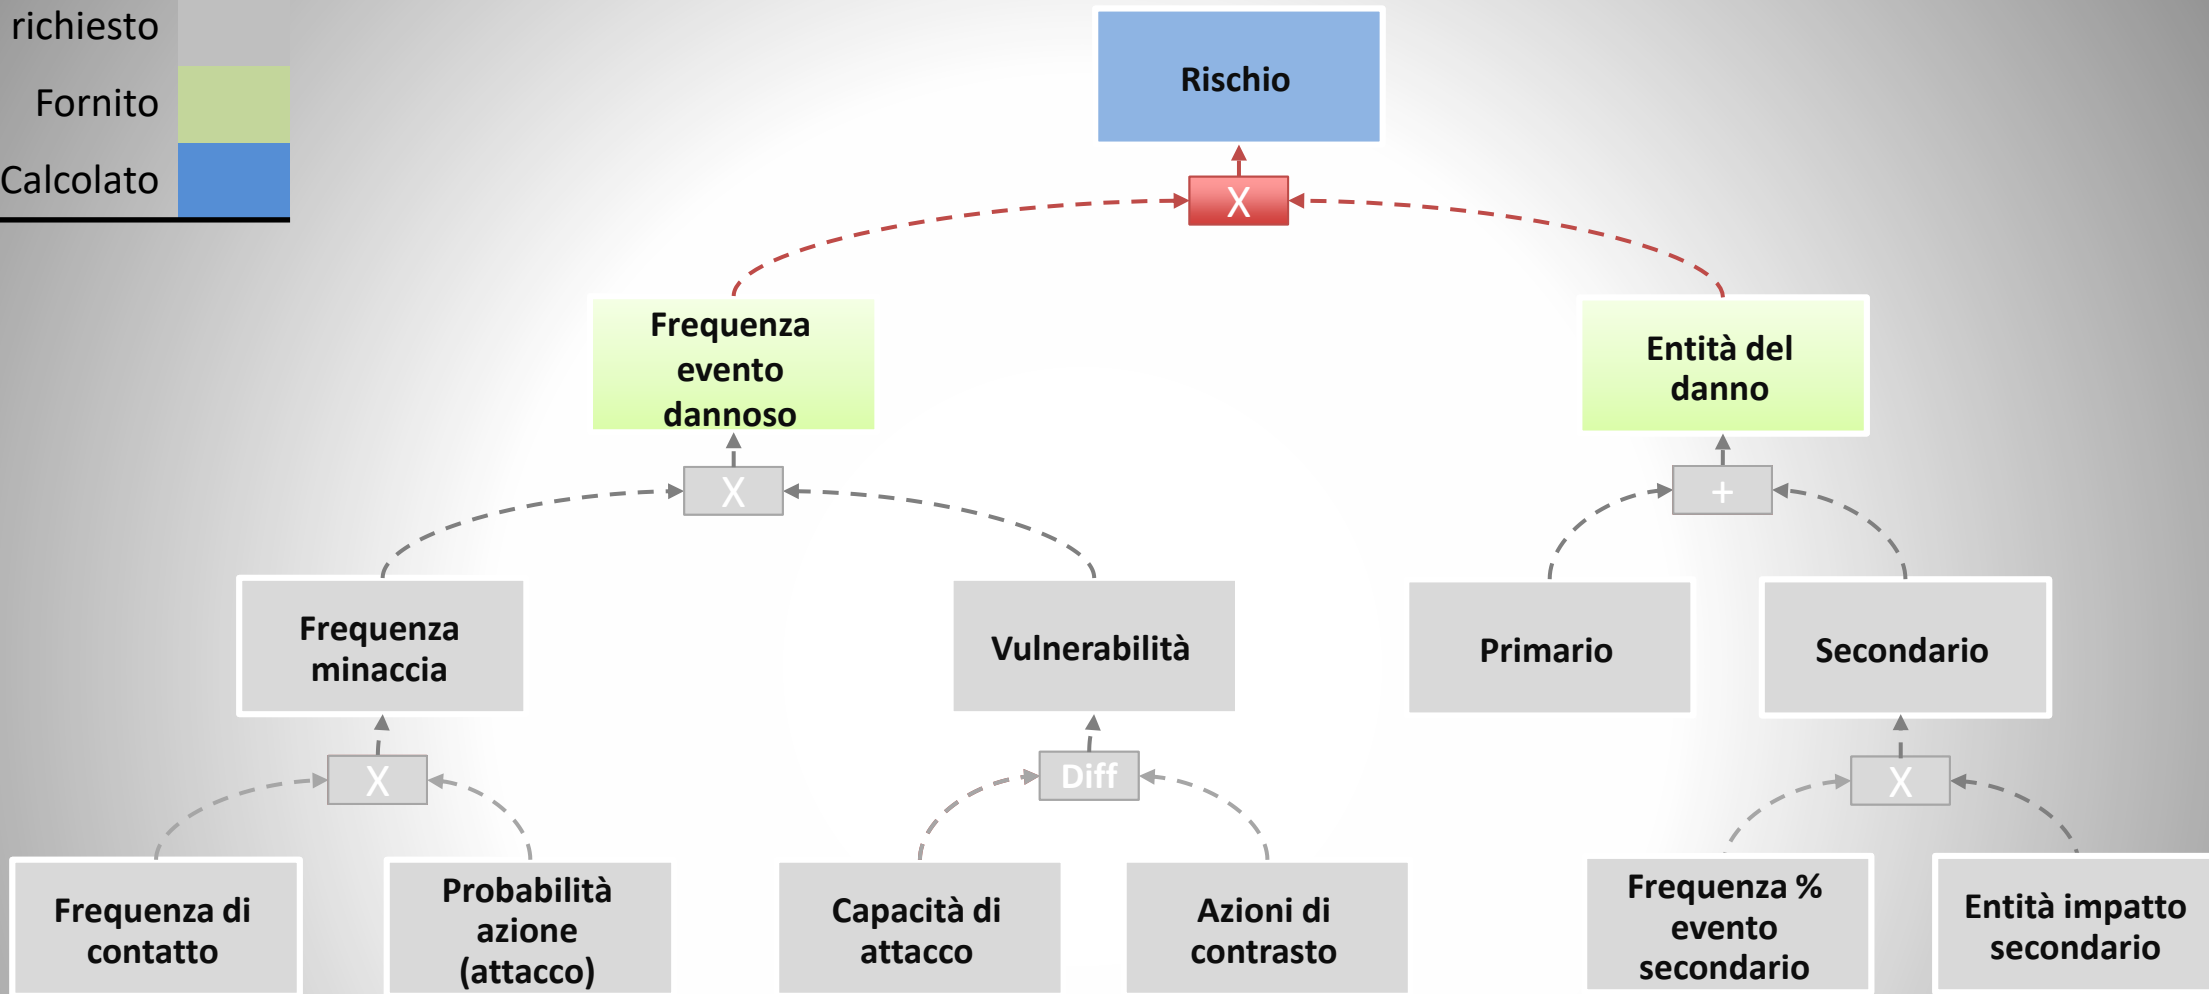 richiesto
Fornito
Calcolato
Rischio
X
Frequenza
evento
dannoso
Entità del
danno
X
+
Frequenza
minaccia
Vulnerabilità
Primario
Secondario
X
Diff
X
Frequenza di
contatto
Probabilità
azione
(attacco)
Capacità di
attacco
Azioni di
contrasto
Frequenza %
evento
secondario
Entità impatto
secondario